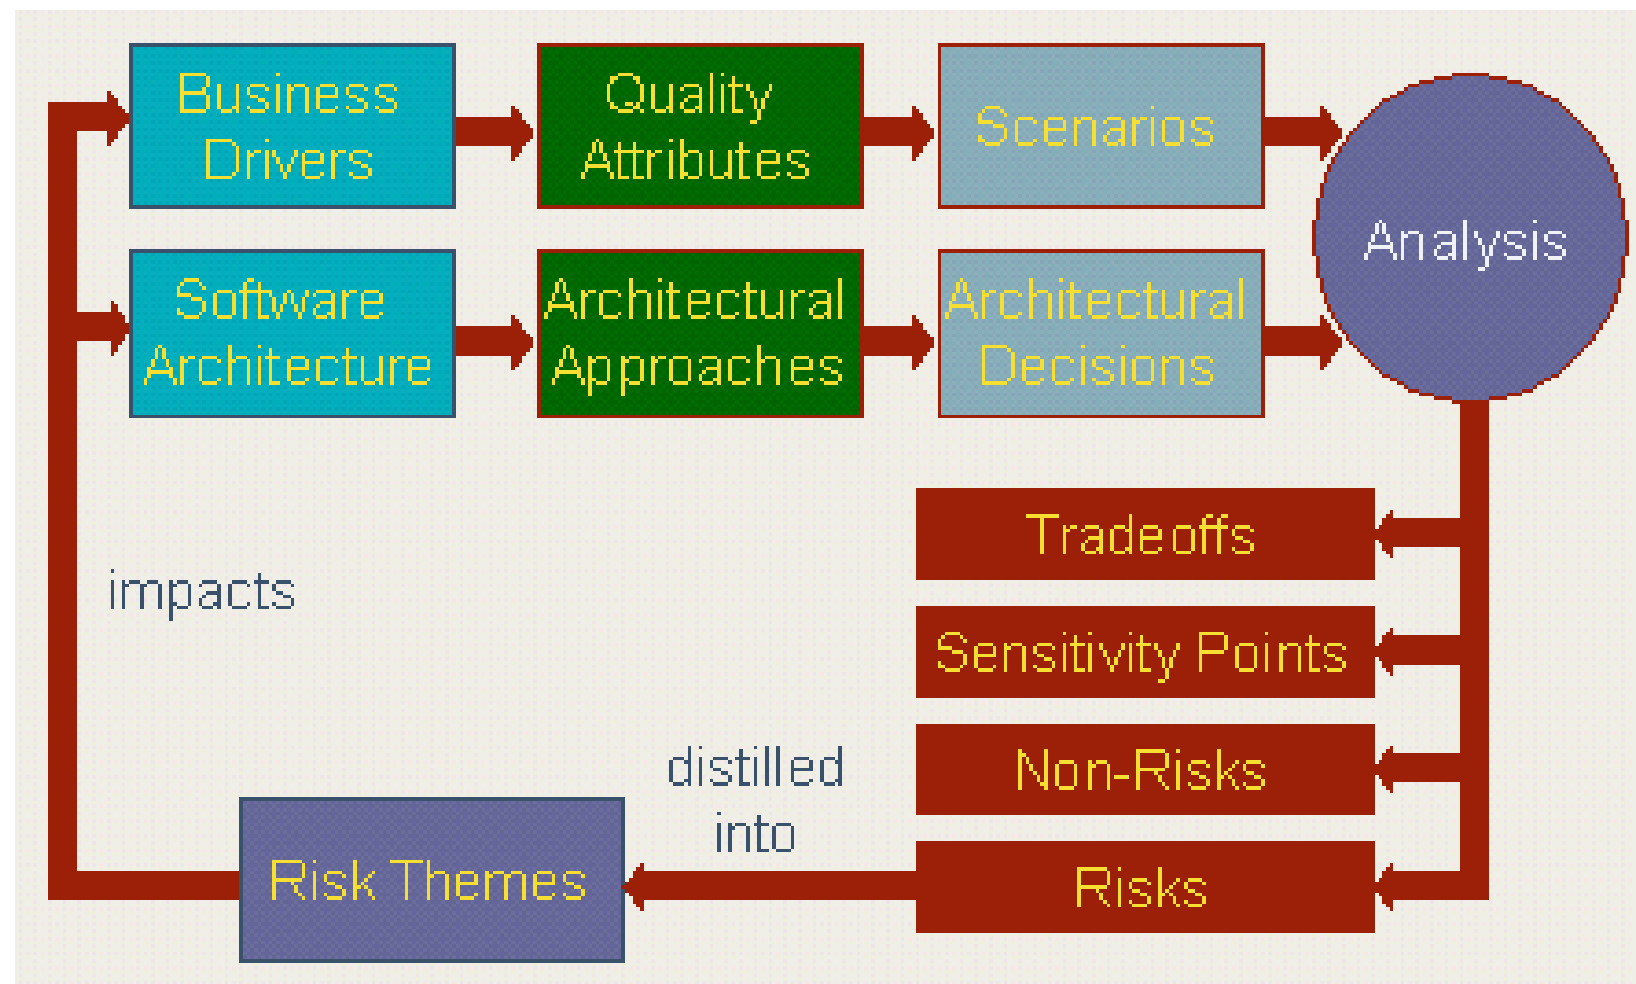 Business
Drivers
Quality
Attributes
Scenarios
Analysis
Software
Architecture
Architectural
Approaches
Architectural
Decisions
Tradeoffs
impacts
Sensitivity Points
Non-Risks
distilled
into
Risk Themes
Risks